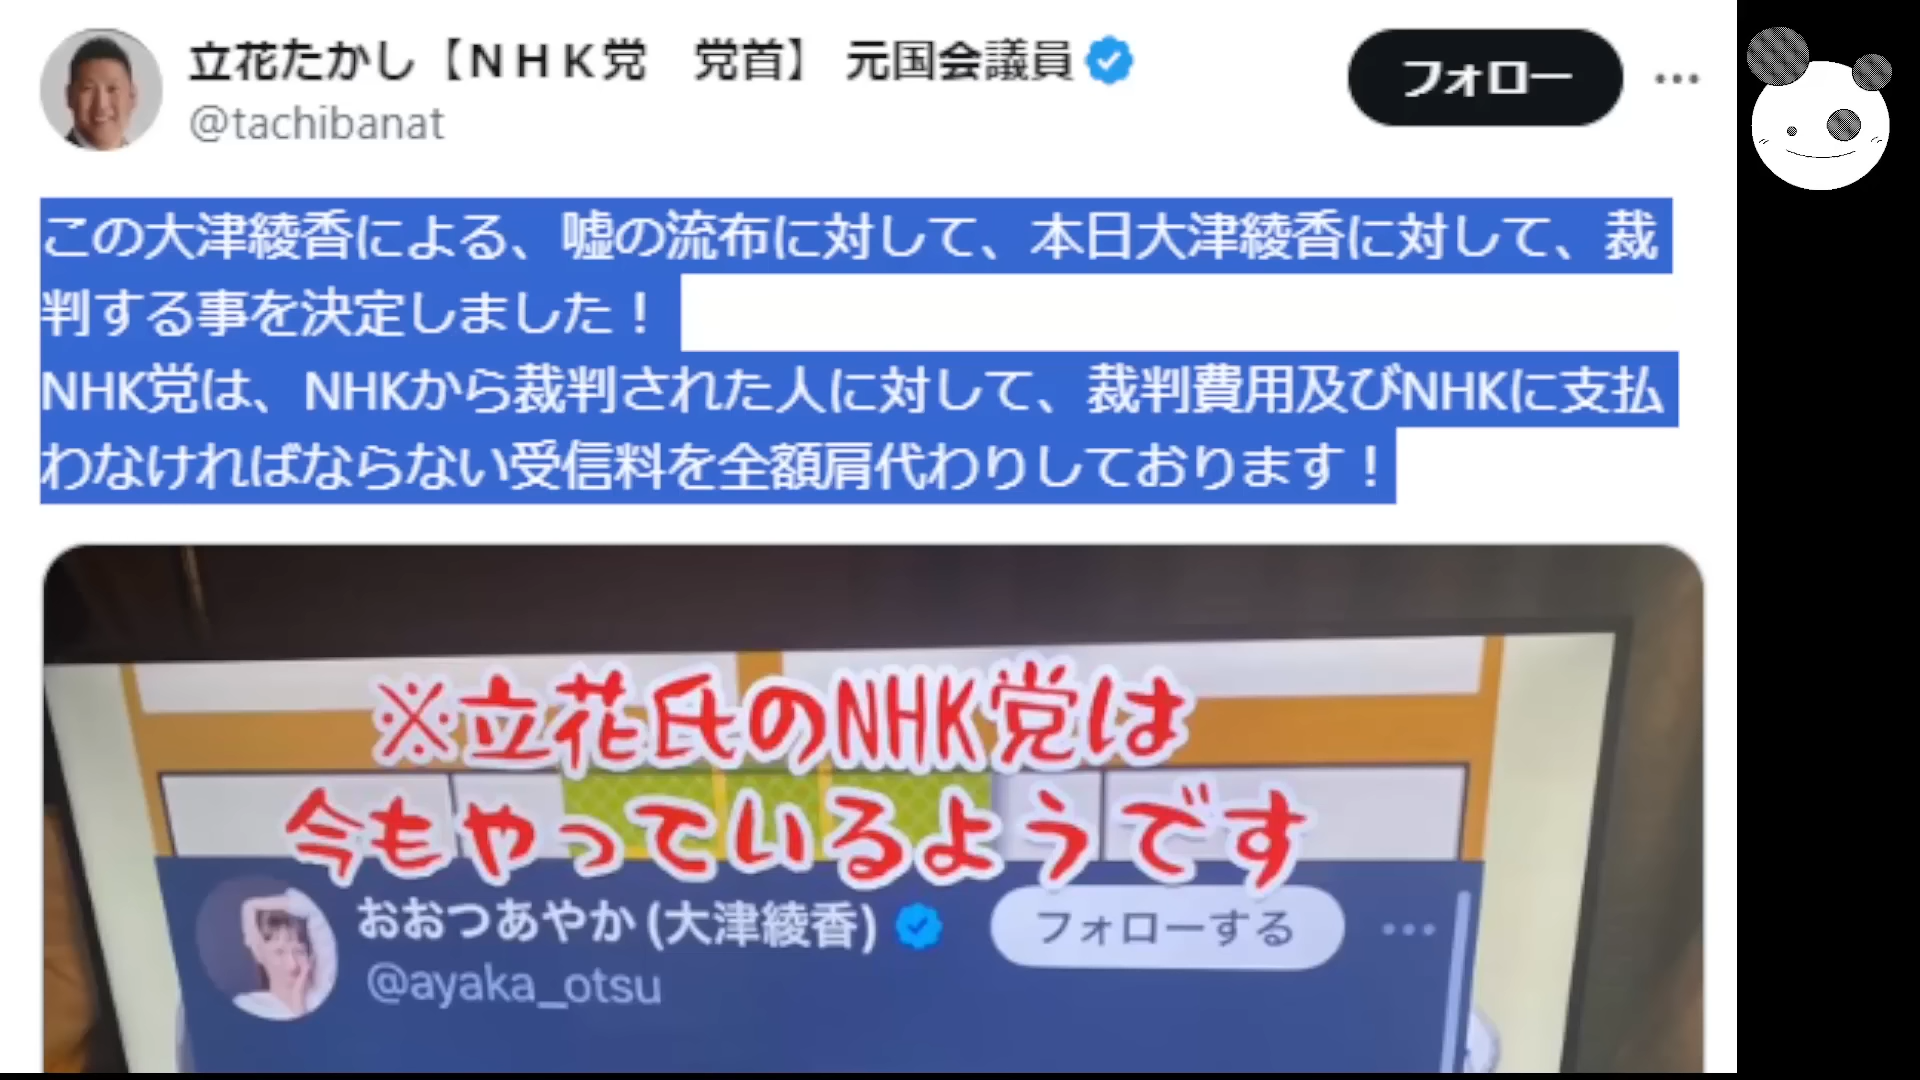 立花たかし【ＮＨＫ党　党首】 元国会議員
@tachibanat
フォロー
この大津綾香による、嘘の流布に対して、本日大津綾香に対して、裁
判する事を決定しました！
NHK党は、NHKから裁判された人に対して、裁判費用及びNHKに支払
わなければならない受信料を全額肩代わりしております！
※立花氏のNHK党は
今もやっているようです
おおつあやか (大津綾香)
@ayaka_otsu
フォローする